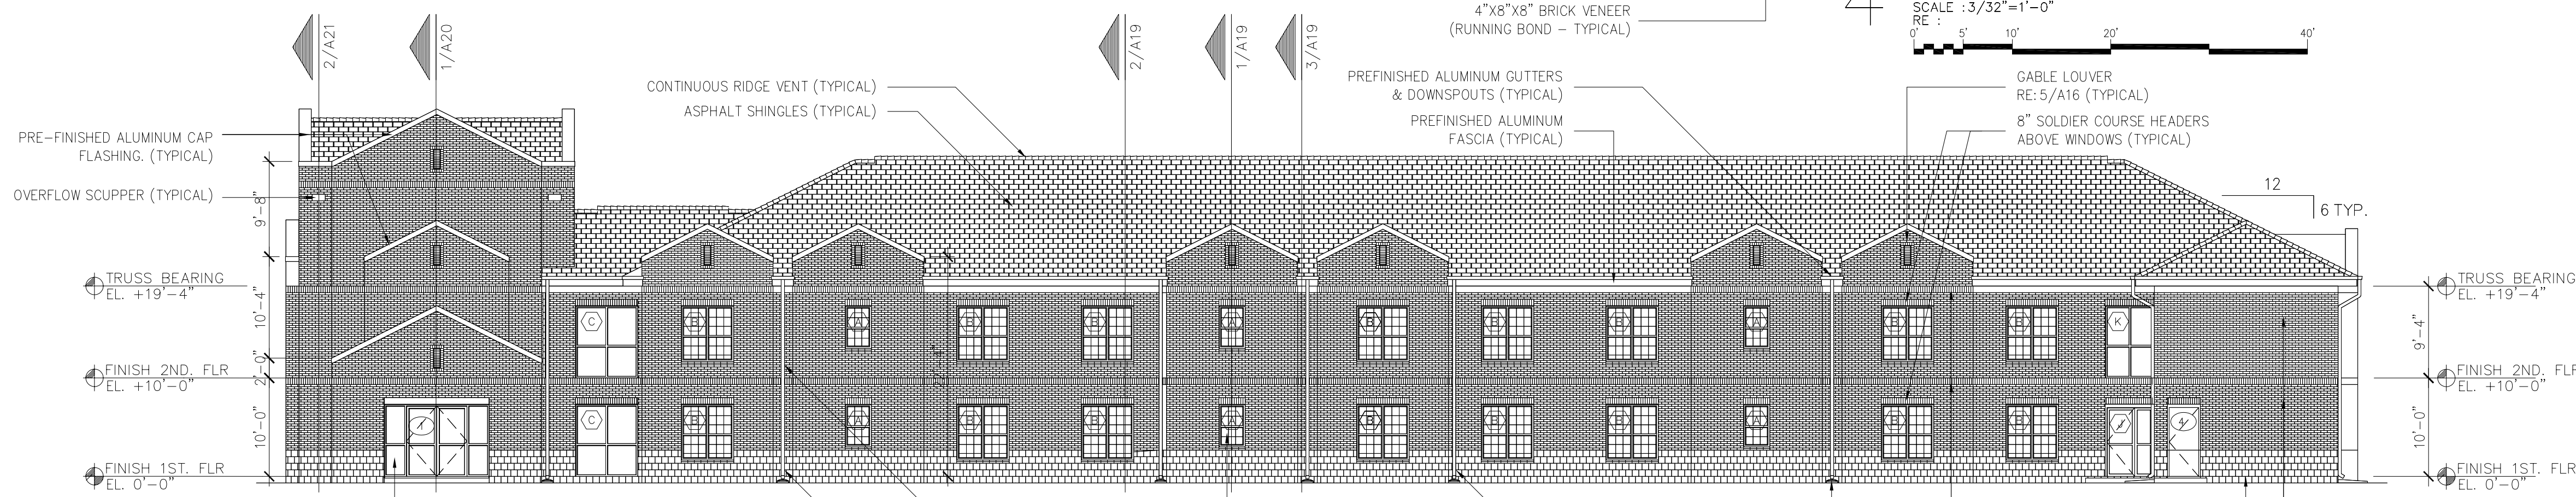 4"X8"X8" BRICK VENEER
(RUNNING BOND – TYPICAL)
SCALE :3/32"=1'-0"
RE :
0' 5' 10' 20' 40'
2/A21
1/A20
2/A19
1/A19
3/A19
CONTINUOUS RIDGE VENT (TYPICAL)
ASPHALT SHINGLES (TYPICAL)
PREFINISHED ALUMINUM GUTTERS
& DOWNSPOUTS (TYPICAL)
PREFINISHED ALUMINUM
FASCIA (TYPICAL)
GABLE LOUVER
RE: 5/A16 (TYPICAL)
8" SOLDIER COURSE HEADERS
ABOVE WINDOWS (TYPICAL)
PRE-FINISHED ALUMINUM CAP
FLASHING. (TYPICAL)
OVERFLOW SCUPPER (TYPICAL)
12
6 TYP.
9'-8"
10'-4"
2'-0"
10'-0"
TRUSS BEARING
EL. +19'-4"
FINISH 2ND. FLR
EL. +10'-0"
FINISH 1ST. FLR
EL. 0'-0"
C B A B B A B B B A B B K
1 C B A B B A B B B A B B J 4
TRUSS BEARING
EL. +19'-4"
9'-4"
FINISH 2ND. FLR
EL. +10'-0"
10'-0"
FINISH 1ST. FLR
EL. 0'-0"